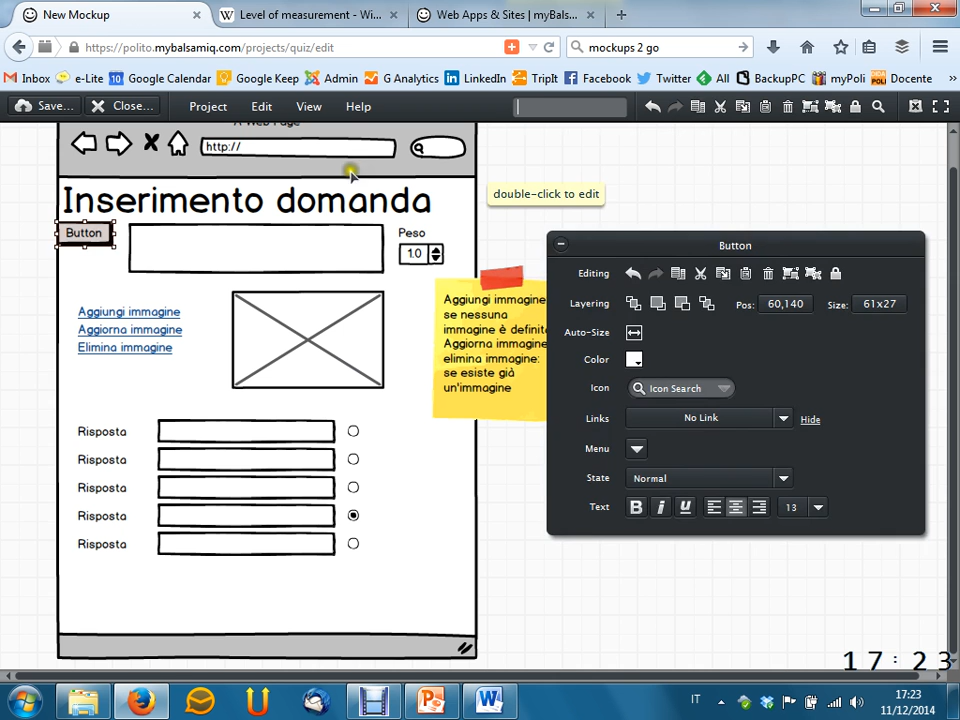 New Mockup
Level of measurement - Wi...
Web Apps & Sites | myBals...
https://polito.mybalsamiq.com/projects/quiz/edit
mockups 2 go
Inbox
e-Lite
10
Google Calendar
Google Keep
Admin
G Analytics
LinkedIn
TripIt
Facebook
Twitter
All
BackupPC
myPoli
Docente
Save...
Close...
Project
Edit
View
Help
A Web Page
http://
Inserimento domanda
double-click to edit
Button
Peso
1.0
Aggiungi immagine
Aggiorna immagine
Elimina immagine
Aggiungi immagine
se nessuna
immagine è definita
Aggiorna immagine
elimina immagine:
se esiste già
un'immagine
Risposta
Risposta
Risposta
Risposta
Risposta
Button
Editing
Layering
Pos:
60,140
Size:
61x27
Auto-Size
Color
Icon
Icon Search
Links
No Link
Hide
Menu
State
Normal
Text
B
i
U
13
17:23
IT
17:23
11/12/2014